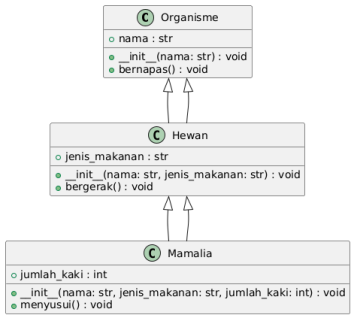 C Organisme
nama : str
__init__(nama: str) : void
bernapas() : void
C Hewan
jenis_makanan : str
__init__(nama: str, jenis_makanan: str) : void
bergerak() : void
C Mamalia
jumlah_kaki : int
__init__(nama: str, jenis_makanan: str, jumlah_kaki: int) : void
menyusui() : void